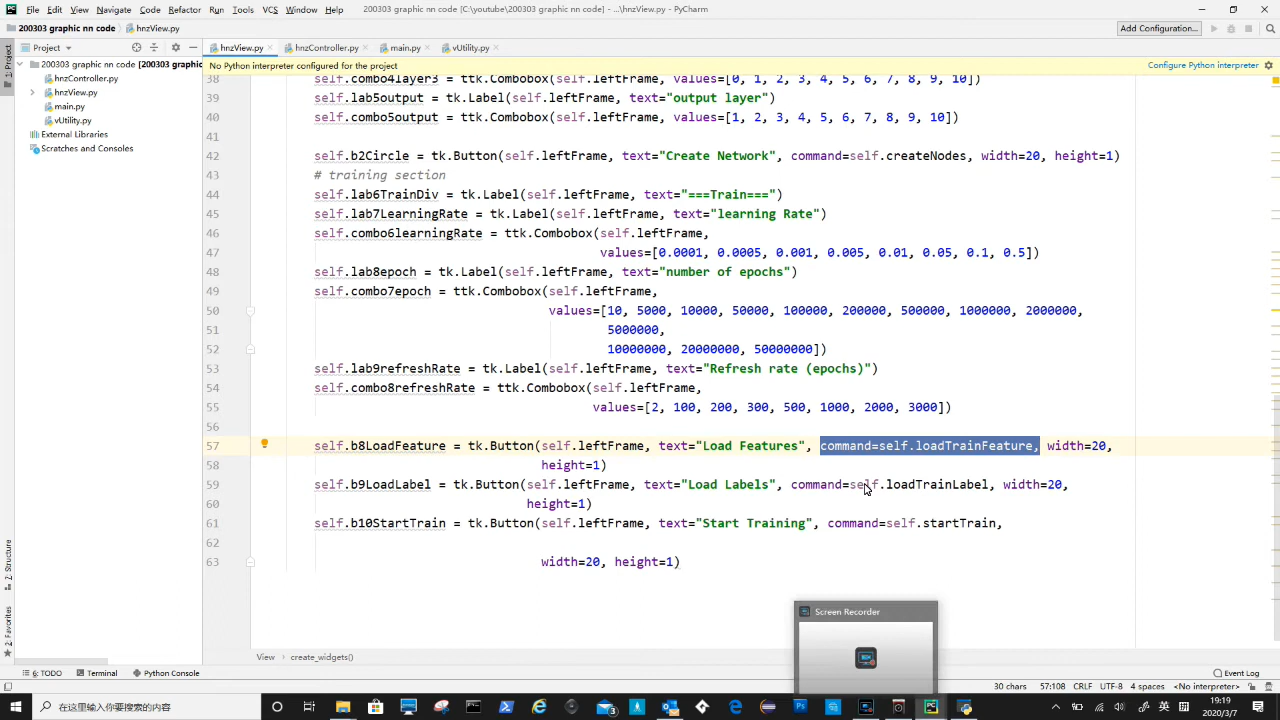 File Edit View Navigate Code Refactor Run Tools VCS Window Help 200303 graphic nn code [C:\youtube\200303 graphic nn code] - ...\hnzView.py - PyCharm
200303 graphic nn code hnzView.py
Add Configuration...
Project
hnzView.py hnzController.py main.py vUtility.py
No Python interpreter configured for the project
Configure Python interpreter
200303 graphic nn code [200303 graphic
hnzController.py
hnzView.py
main.py
vUtility.py
External Libraries
Scratches and Consoles
1: Project
7: Structure
2: Favorites
38 self.combo4layer3 = ttk.Combobox(self.leftFrame, values=[0, 1, 2, 3, 4, 5, 6, 7, 8, 9, 10])
39 self.lab5output = tk.Label(self.leftFrame, text="output layer")
40 self.combo5output = ttk.Combobox(self.leftFrame, values=[1, 2, 3, 4, 5, 6, 7, 8, 9, 10])
41
42 self.b2Circle = tk.Button(self.leftFrame, text="Create Network", command=self.createNodes, width=20, height=1)
43 # training section
44 self.lab6TrainDiv = tk.Label(self.leftFrame, text="===Train===")
45 self.lab7LearningRate = tk.Label(self.leftFrame, text="learning Rate")
46 self.combo6learningRate = ttk.Combobox(self.leftFrame,
47 values=[0.0001, 0.0005, 0.001, 0.005, 0.01, 0.05, 0.1, 0.5])
48 self.lab8epoch = tk.Label(self.leftFrame, text="number of epochs")
49 self.combo7epoch = ttk.Combobox(self.leftFrame,
50 values=[10, 5000, 10000, 50000, 100000, 200000, 500000, 1000000, 2000000,
51 5000000,
52 10000000, 20000000, 50000000])
53 self.lab9refreshRate = tk.Label(self.leftFrame, text="Refresh rate (epochs)")
54 self.combo8refreshRate = ttk.Combobox(self.leftFrame,
55 values=[2, 100, 200, 300, 500, 1000, 2000, 3000])
56
57 self.b8LoadFeature = tk.Button(self.leftFrame, text="Load Features", command=self.loadTrainFeature, width=20,
58 height=1)
59 self.b9LoadLabel = tk.Button(self.leftFrame, text="Load Labels", command=self.loadTrainLabel, width=20,
60 height=1)
61 self.b10StartTrain = tk.Button(self.leftFrame, text="Start Training", command=self.startTrain,
62
63 width=20, height=1)
Screen Recorder
View create_widgets()
6: TODO Terminal Python Console
Event Log
30 chars 57:108 CRLF UTF-8 4 spaces <No interpreter>
在这里输入你要搜索的内容
19:19
2020/3/7